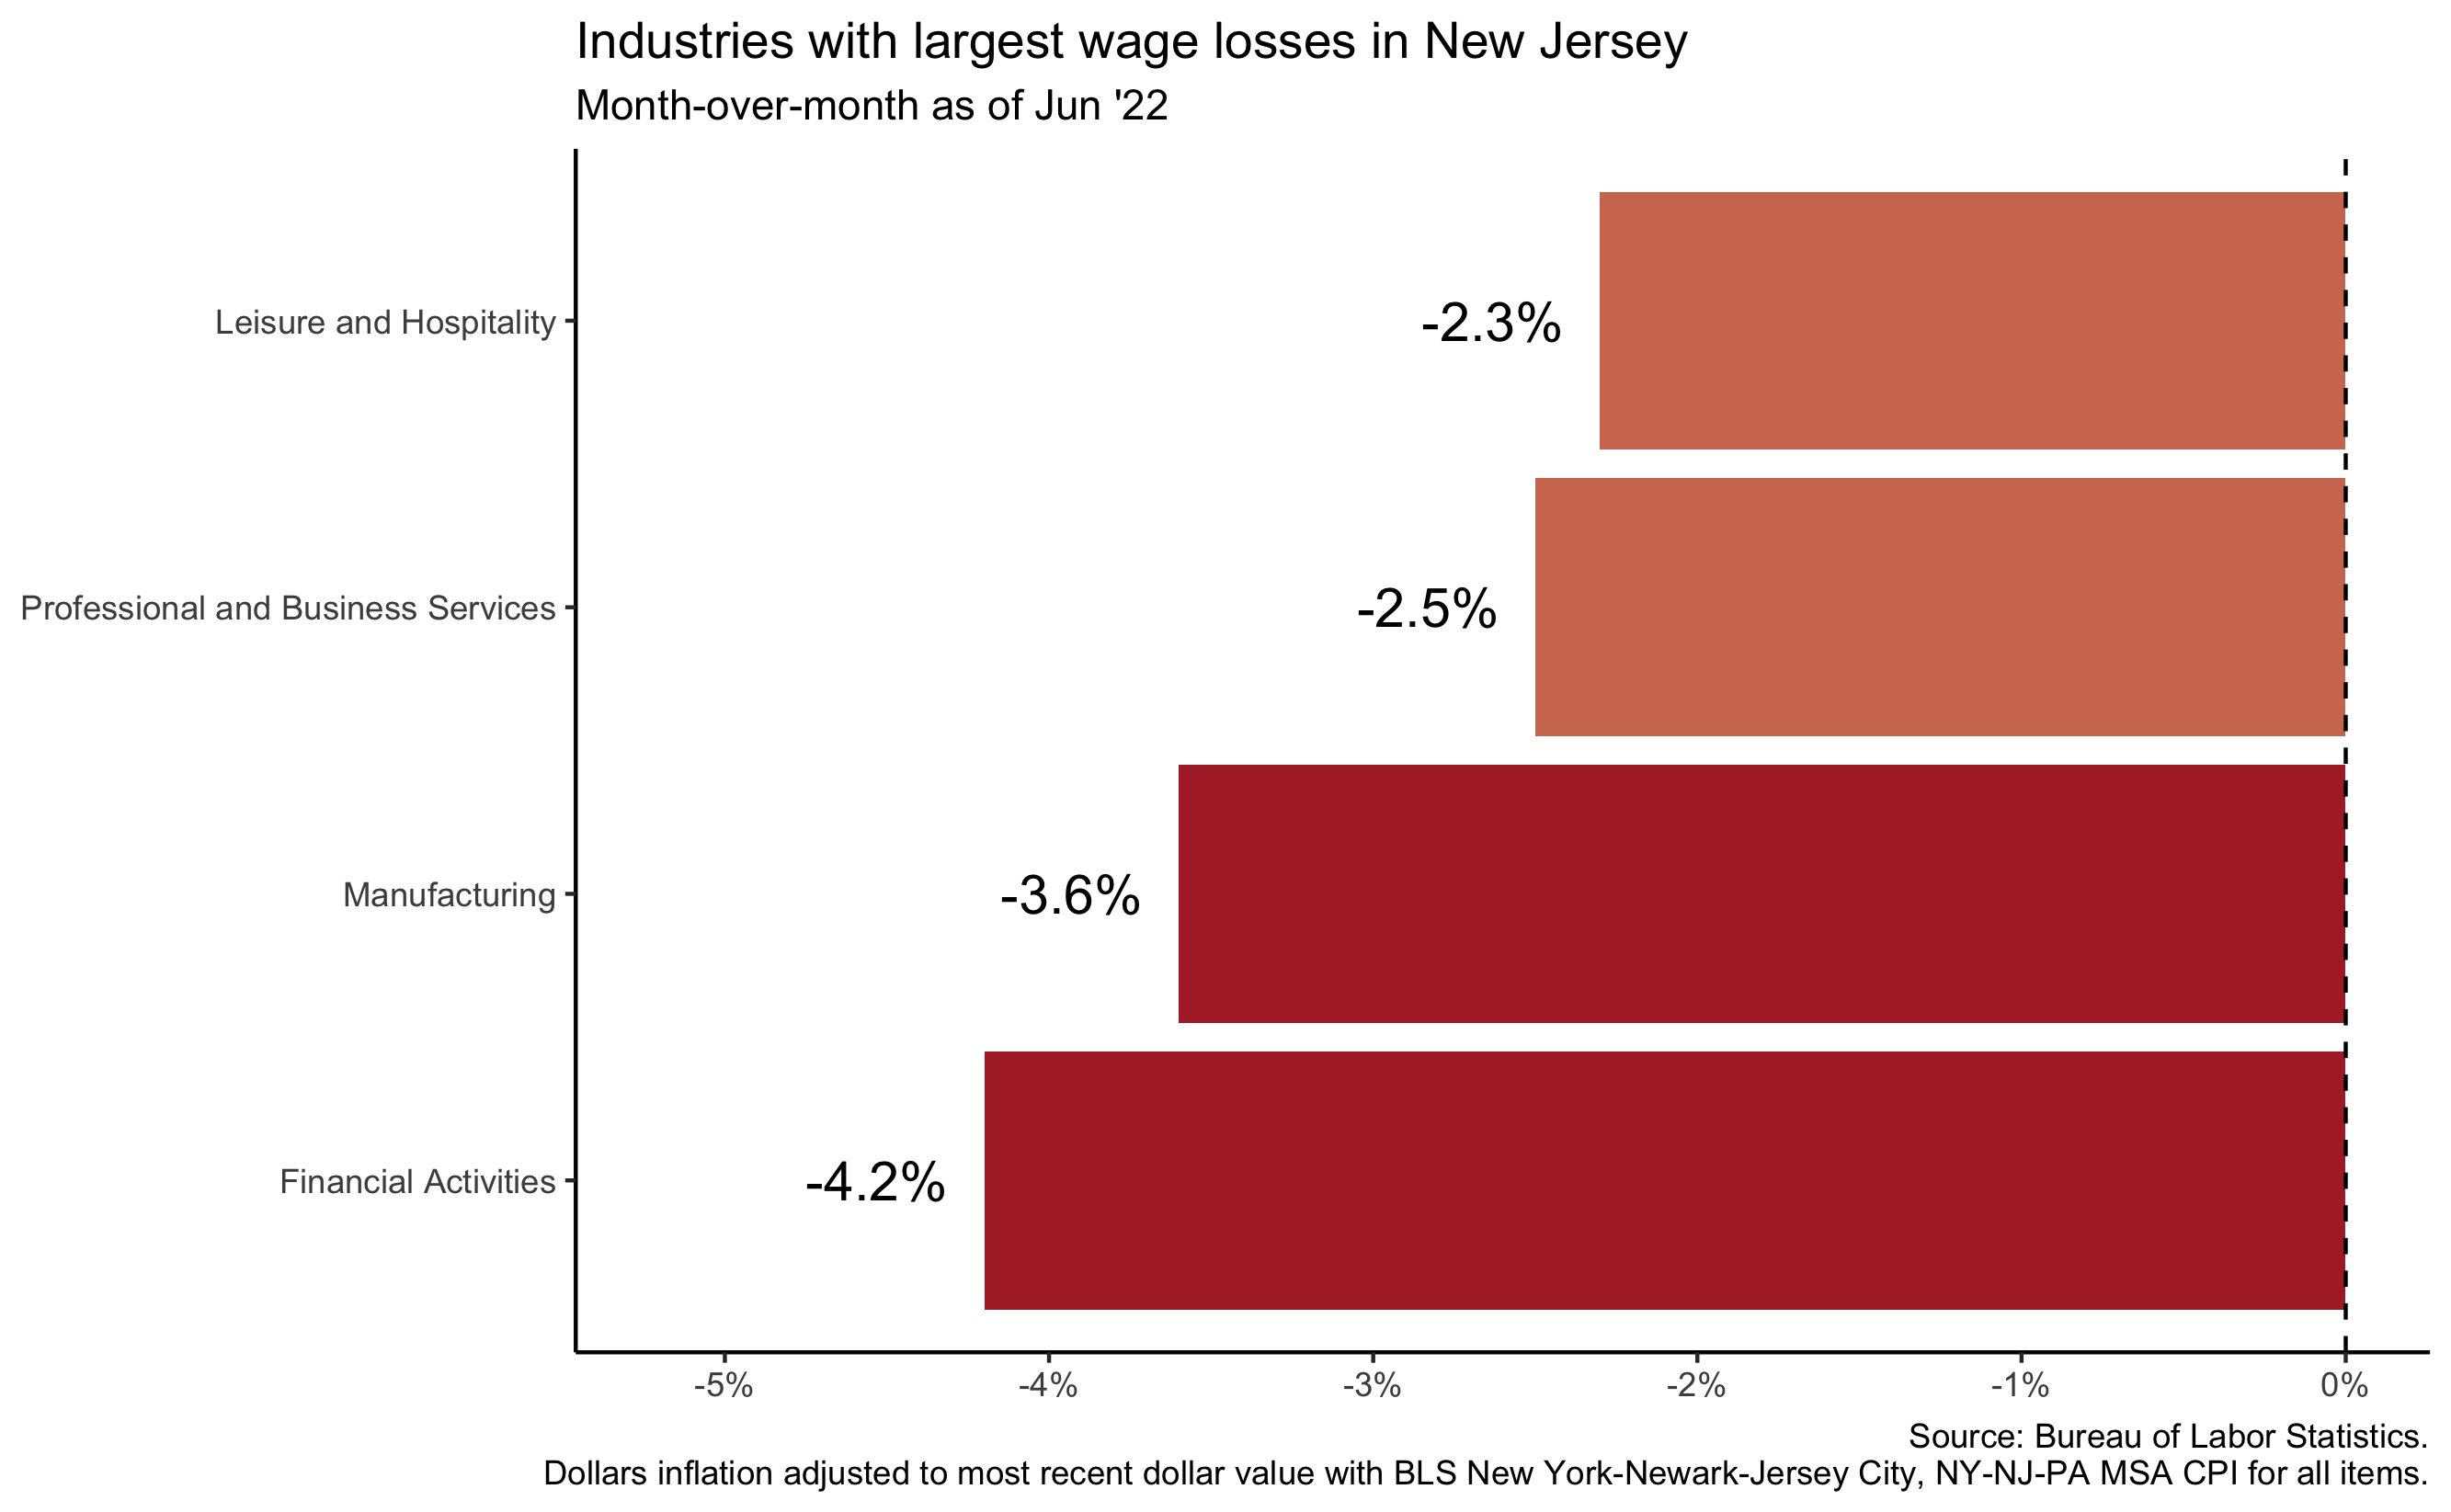 Industries with largest wage losses in New Jersey
Month-over-month as of Jun '22
Leisure and Hospitality
-2.3%
Professional and Business Services
-2.5%
Manufacturing
-3.6%
Financial Activities
-4.2%
-5%
-4%
-3%
-2%
-1%
0%
Source: Bureau of Labor Statistics.
Dollars inflation adjusted to most recent dollar value with BLS New York-Newark-Jersey City, NY-NJ-PA MSA CPI for all items.